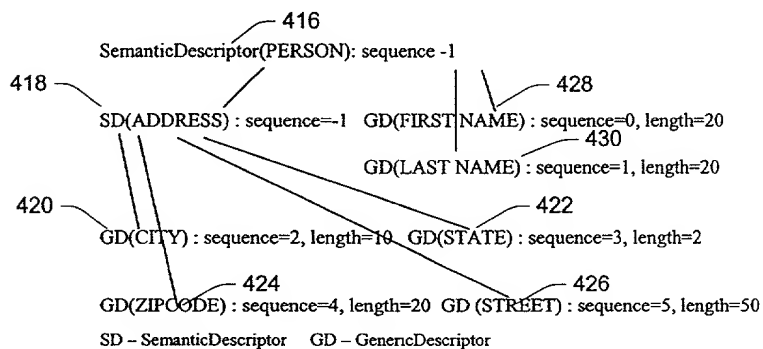 416
SemanticDescriptor(PERSON): sequence -1
418
428
SD(ADDRESS) : sequence=-1 GD(FIRST NAME) : sequence=0, length=20
430
GD(LAST NAME) : sequence=1, length=20
420
422
GD(CITY) : sequence=2, length=10 GD(STATE) : sequence=3, length=2
424
426
GD(ZIPCODE) : sequence=4, length=20 GD (STREET) : sequence=5, length=50
SD – SemanticDescriptor GD – GenericDescriptor